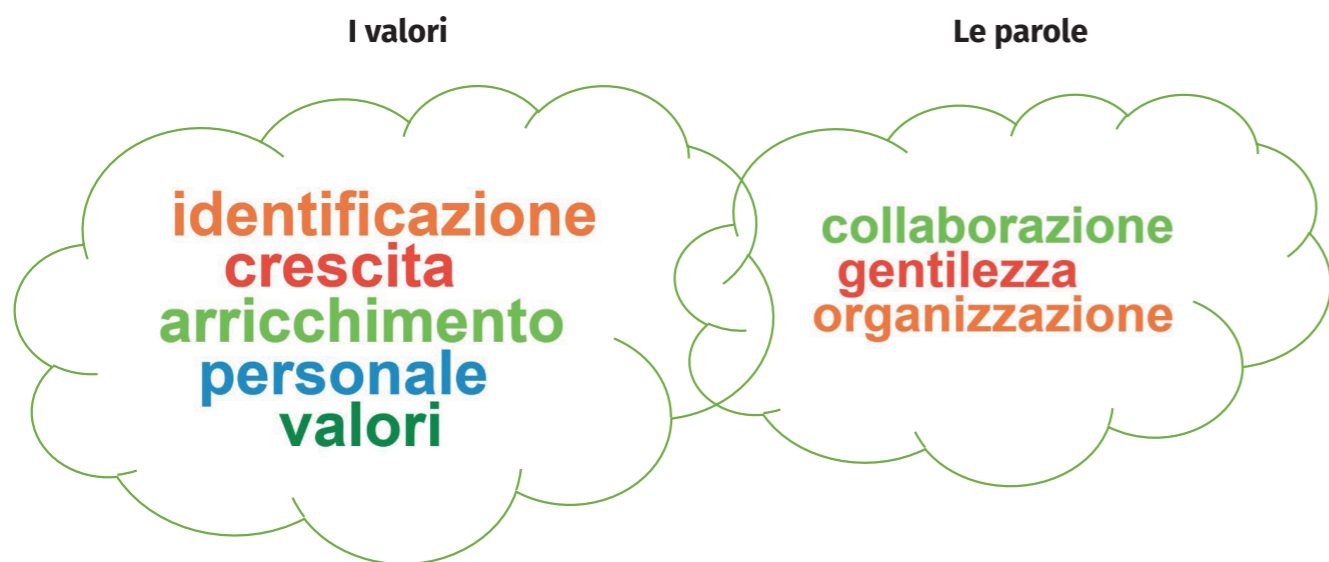 I valori
identificazione
crescita
arricchimento
personale
valori
Le parole
collaborazione
gentilezza
organizzazione